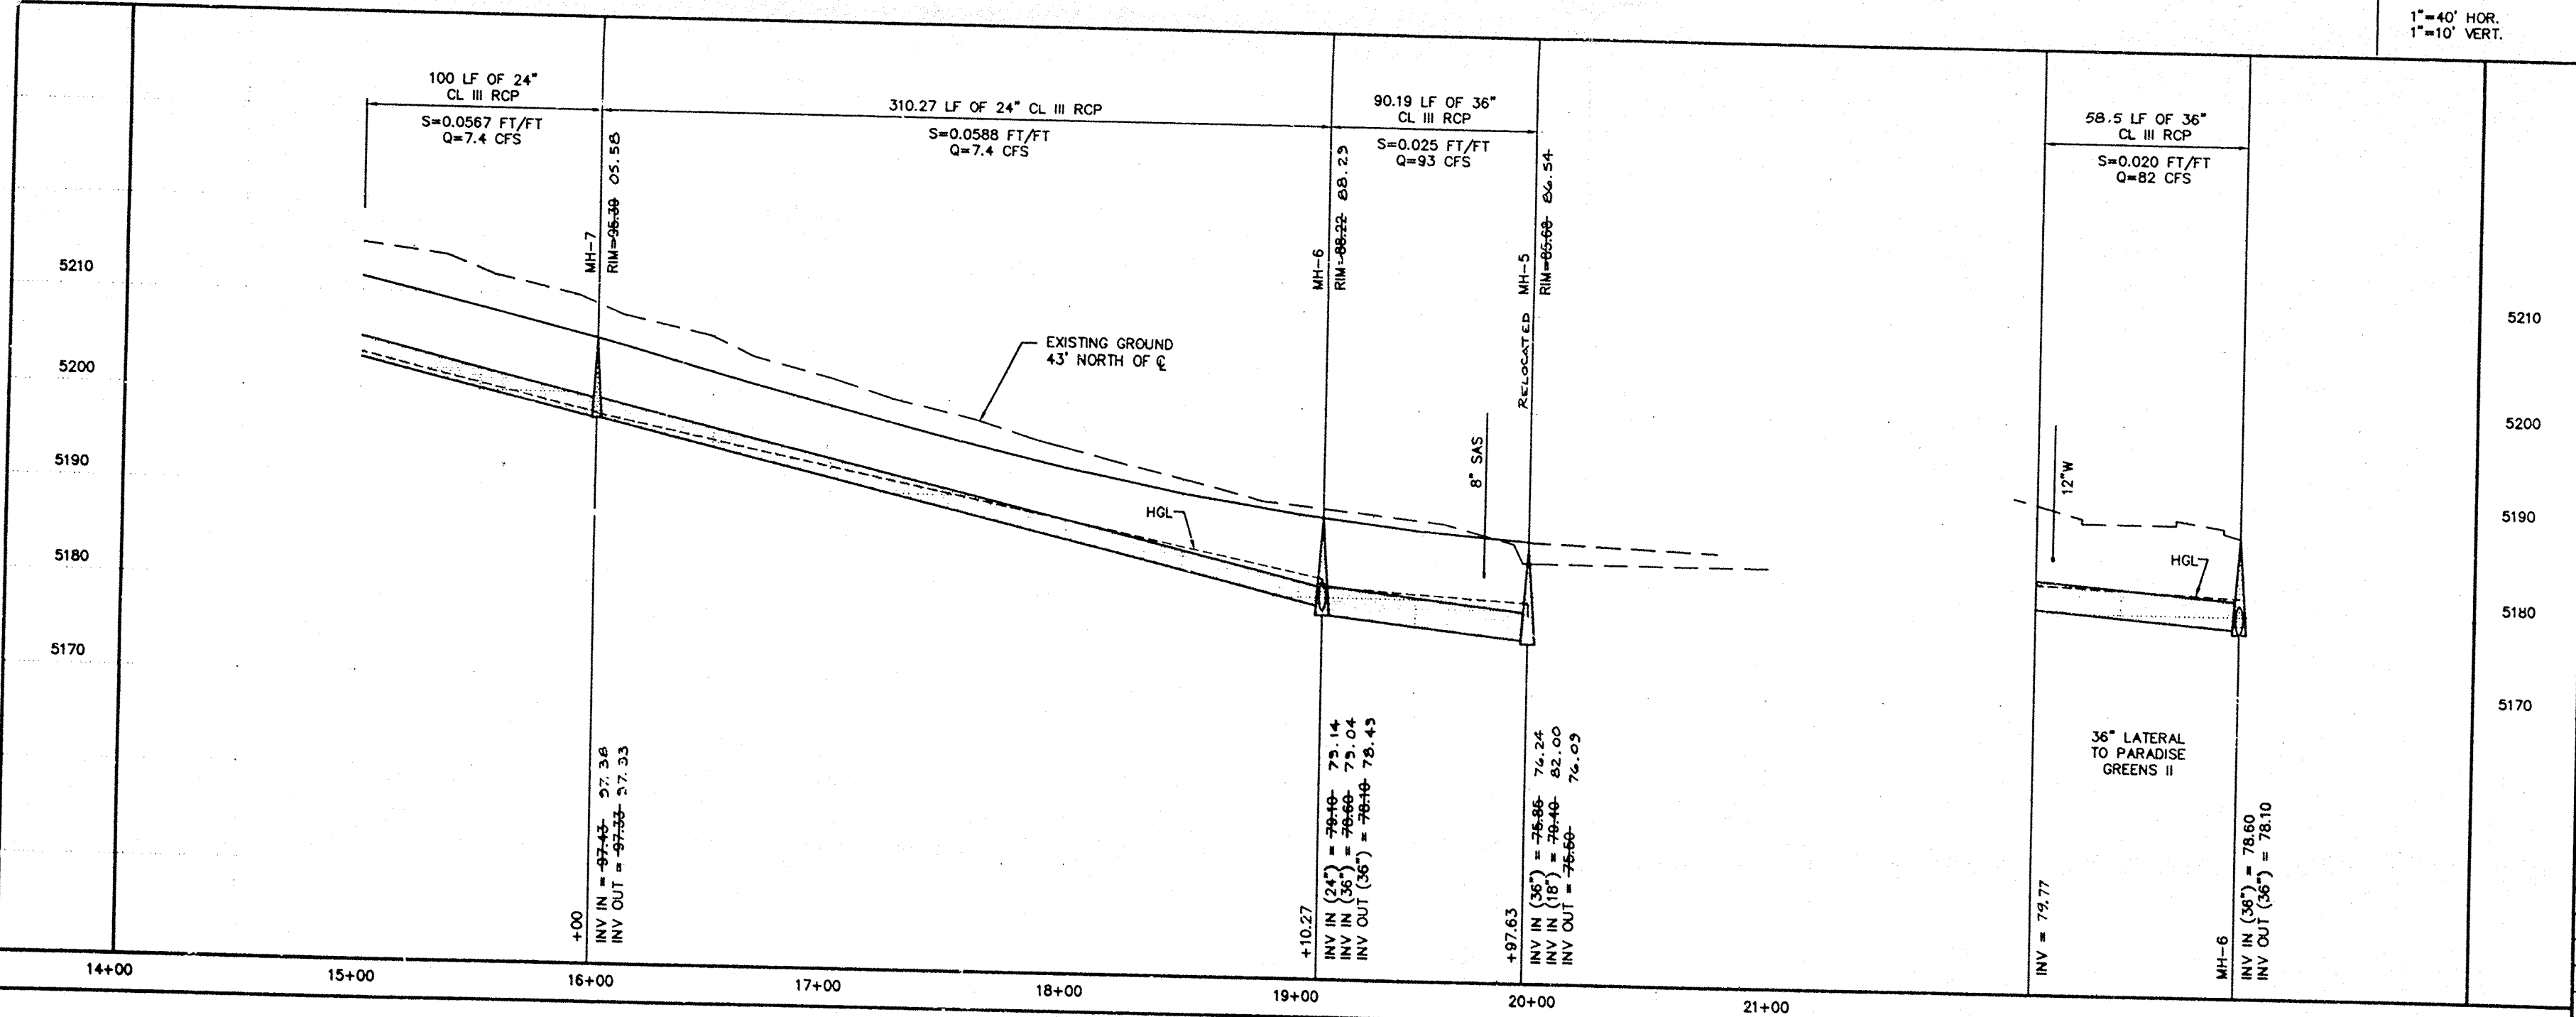 1"=40' HOR.
1"=10' VERT.
100 LF OF 24"
CL III RCP
S=0.0567 FT/FT
Q=7.4 CFS
310.27 LF OF 24" CL III RCP
S=0.0588 FT/FT
Q=7.4 CFS
90.19 LF OF 36"
CL III RCP
S=0.025 FT/FT
Q=93 CFS
58.5 LF OF 36"
CL III RCP
S=0.020 FT/FT
Q=82 CFS
MH-7
RIM=95.30 05.58
MH-6
RIM=88.22 88.29
RELOCATED MH-5
RIM=85.68 86.54
5210
5200
5190
5180
5170
EXISTING GROUND
43' NORTH OF ℄
HGL
8" SAS
12"W
HGL
5210
5200
5190
5180
5170
36" LATERAL
TO PARADISE
GREENS II
+00
INV IN = 97.43 97.38
INV OUT = 97.33 97.33
+10.27
INV IN (24") = 79.10 79.14
INV IN (36") = 78.60 79.04
INV OUT (36") = 78.10 78.49
+97.63
INV IN (36") = 75.85 76.24
INV IN (18") = 79.40 82.00
INV OUT = 75.50 76.09
INV = 79.77
MH-6
INV IN (36") = 78.60
INV OUT (36") = 78.10
14+00
15+00
16+00
17+00
18+00
19+00
20+00
21+00